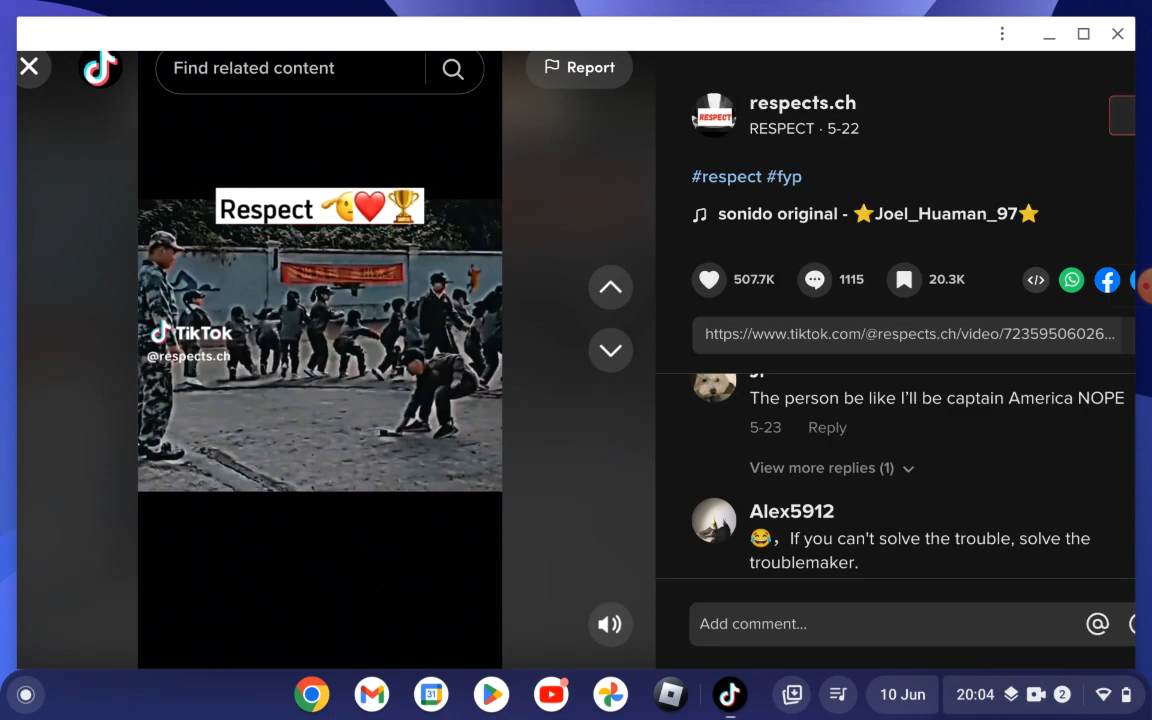 Find related content
Report
respects.ch
RESPECT
RESPECT · 5-22
#respect #fyp
Respect
sonido original - ⭐Joel_Huaman_97⭐
507.7K
1115
20.3K
TikTok
@respects.ch
https://www.tiktok.com/@respects.ch/video/72359506026...
The person be like I'll be captain America NOPE
5-23 Reply
View more replies (1)
Alex5912
😂, If you can't solve the trouble, solve the
troublemaker.
Add comment...
31
10 Jun
20:04
2